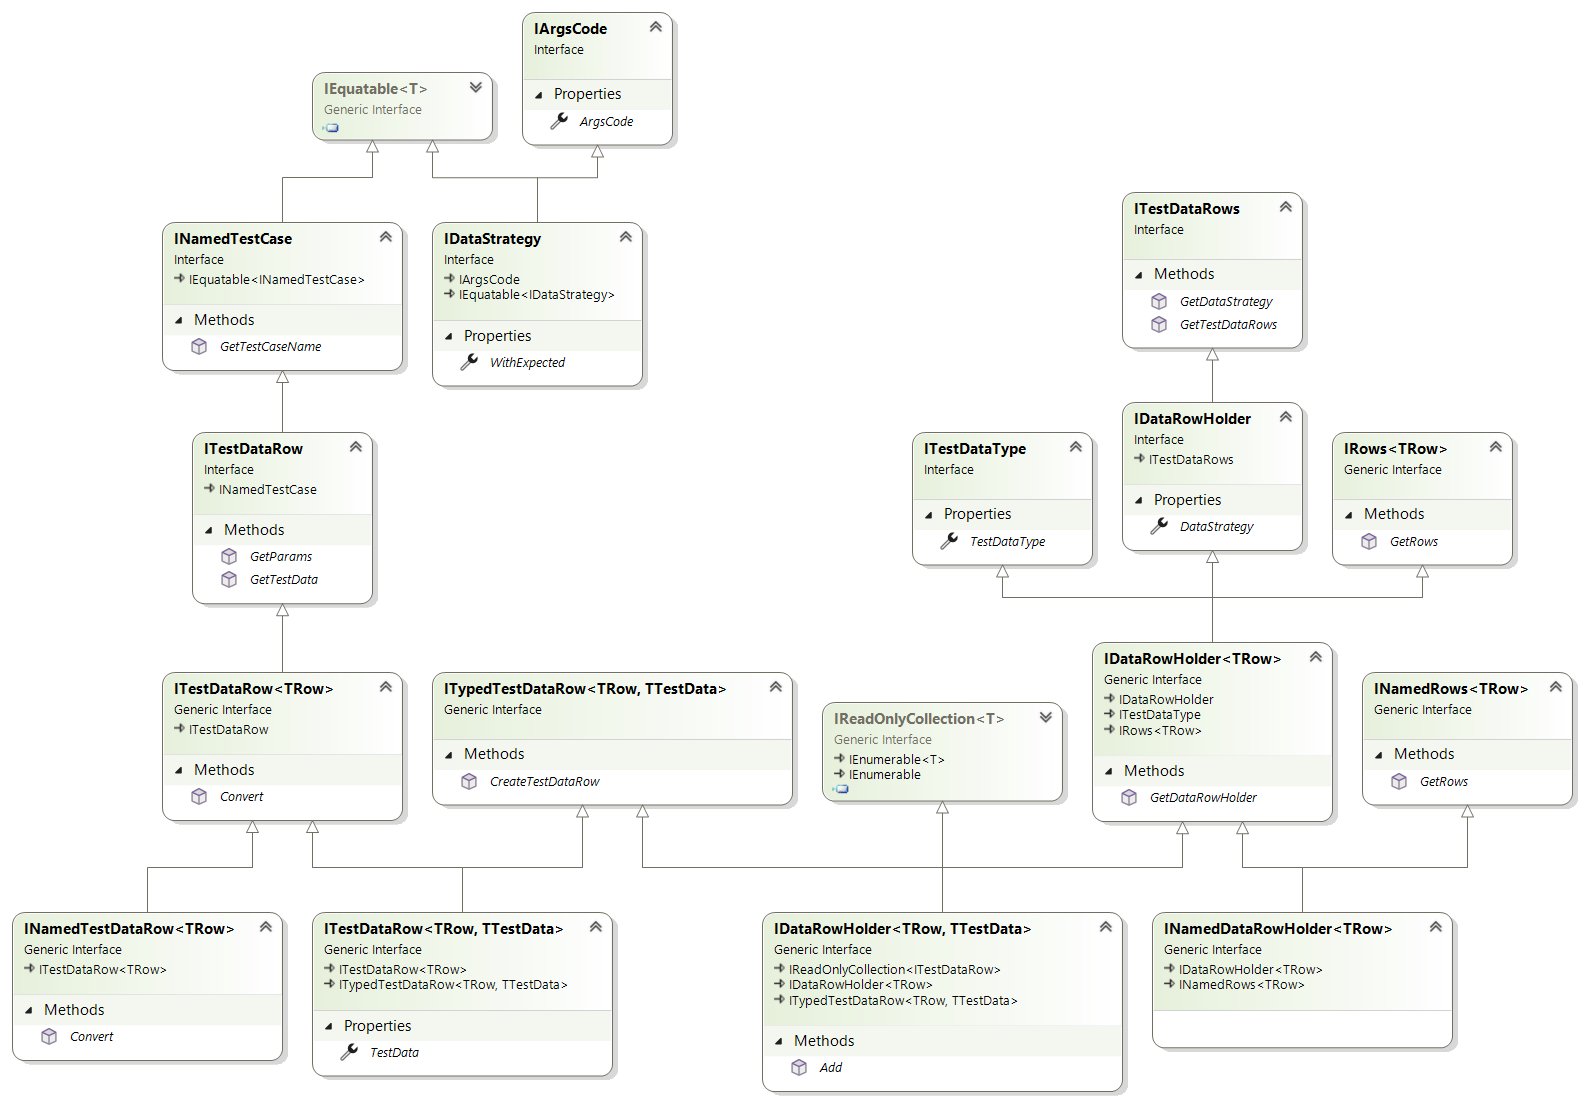 IArgsCode
Interface
Properties
ArgsCode
IEquatable<T>
Generic Interface
INamedTestCase
Interface
IEquatable<INamedTestCase>
Methods
GetTestCaseName
IDataStrategy
Interface
IArgsCode
IEquatable<IDataStrategy>
Properties
WithExpected
ITestDataRows
Interface
Methods
GetDataStrategy
GetTestDataRows
ITestDataRow
Interface
INamedTestCase
Methods
GetParams
GetTestData
ITestDataType
Interface
Properties
TestDataType
IDataRowHolder
Interface
ITestDataRows
Properties
DataStrategy
IRows<TRow>
Generic Interface
Methods
GetRows
ITestDataRow<TRow>
Generic Interface
ITestDataRow
Methods
Convert
ITypedTestDataRow<TRow, TTestData>
Generic Interface
Methods
CreateTestDataRow
IReadOnlyCollection<T>
Generic Interface
IEnumerable<T>
IEnumerable
IDataRowHolder<TRow>
Generic Interface
IDataRowHolder
ITestDataType
IRows<TRow>
Methods
GetDataRowHolder
INamedRows<TRow>
Generic Interface
Methods
GetRows
INamedTestDataRow<TRow>
Generic Interface
ITestDataRow<TRow>
Methods
Convert
ITestDataRow<TRow, TTestData>
Generic Interface
ITestDataRow<TRow>
ITypedTestDataRow<TRow, TTestData>
Properties
TestData
IDataRowHolder<TRow, TTestData>
Generic Interface
IReadOnlyCollection<ITestDataRow>
IDataRowHolder<TRow>
ITypedTestDataRow<TRow, TTestData>
Methods
Add
INamedDataRowHolder<TRow>
Generic Interface
IDataRowHolder<TRow>
INamedRows<TRow>